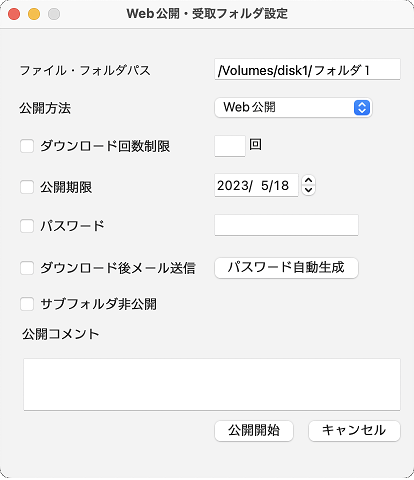 Web公開・受取フォルダ設定
ファイル・フォルダパス /Volumes/disk1/フォルダ1
公開方法 Web公開
ダウンロード回数制限 回
公開期限 2023/ 5/18
パスワード
ダウンロード後メール送信 パスワード自動生成
サブフォルダ非公開
公開コメント
公開開始 キャンセル